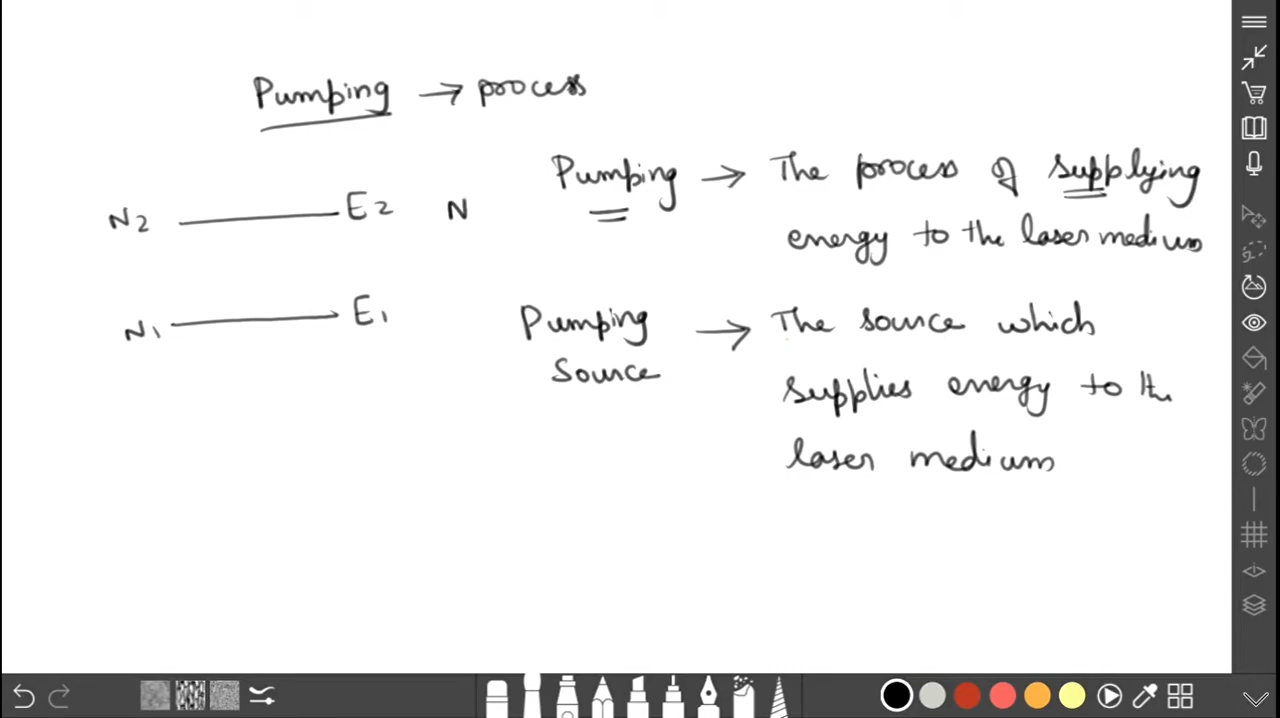 Pumping → process
Pumping → The process of supplying
energy to the laser medium
N2 E2 N
N1 E1
Pumping → The source which
Source
supplies energy to the
laser medium